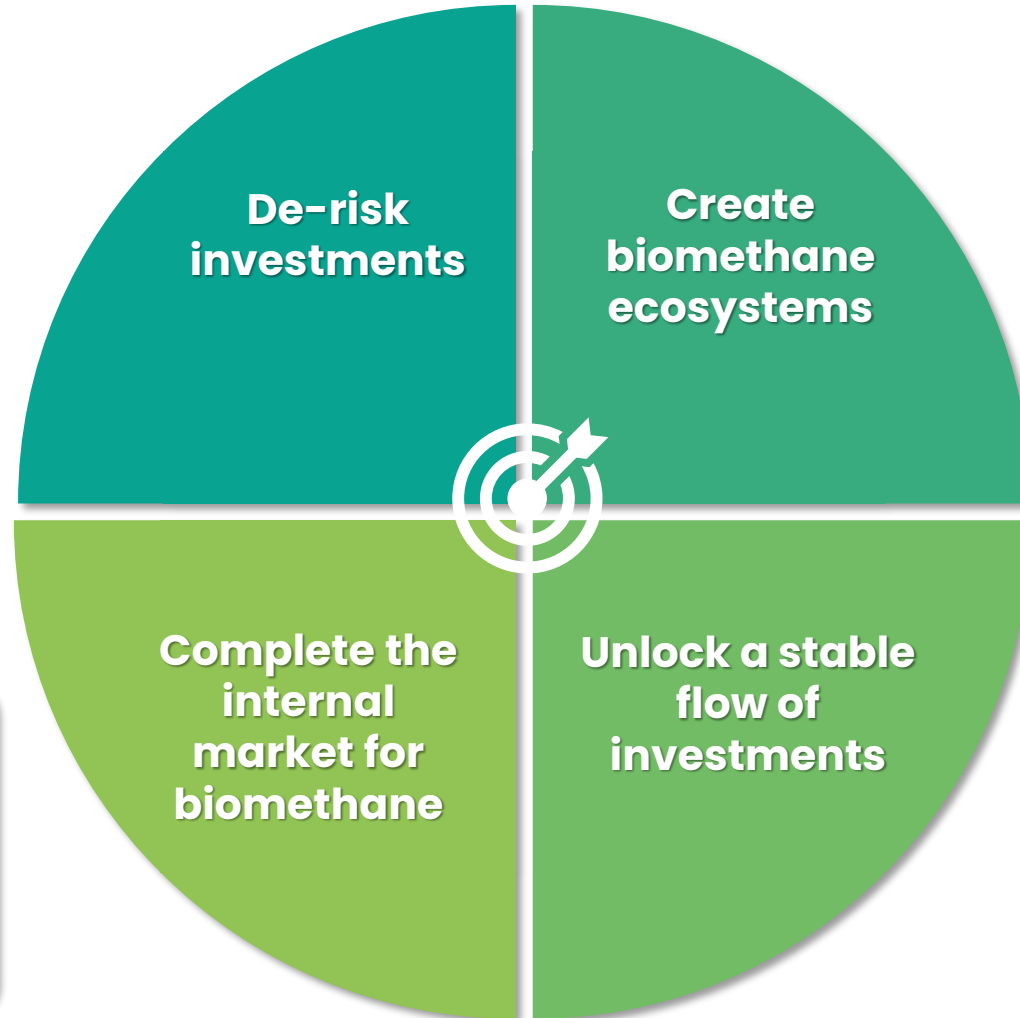 De-risk
investments
Create
biomethane
ecosystems
Complete the
internal
market for
biomethane
Unlock a stable
flow of
investments